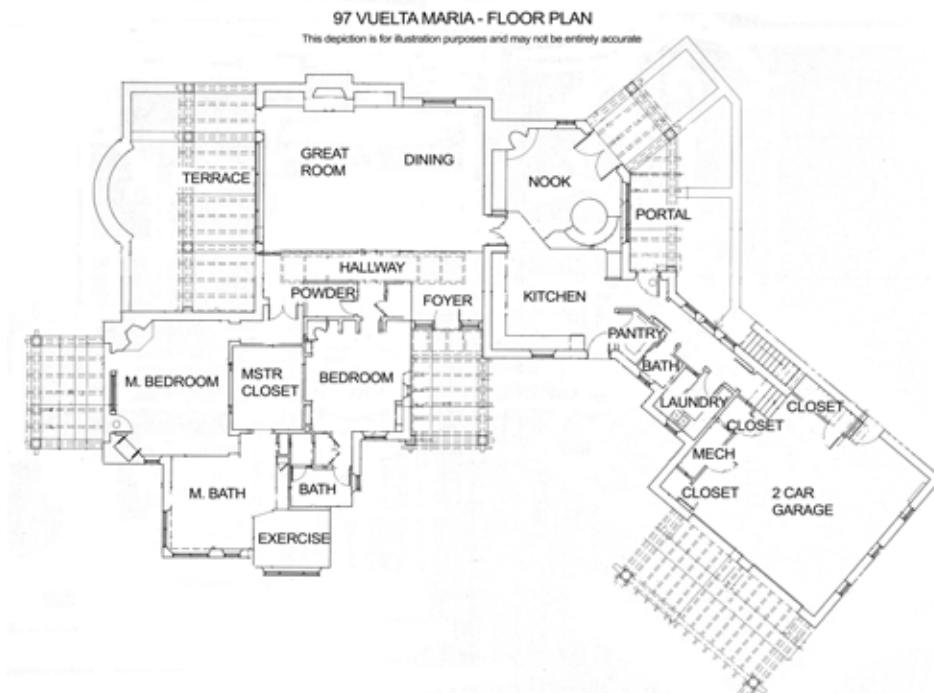 97 VUELTA MARIA - FLOOR PLAN
This depiction is for illustration purposes and may not be entirely accurate
GREAT
ROOM
DINING
TERRACE
NOOK
PORTAL
HALLWAY
POWDER
FOYER
KITCHEN
PANTRY
BATH
M. BEDROOM
MSTR
CLOSET
BEDROOM
LAUNDRY
CLOSET
CLOSET
MECH
CLOSET
2 CAR
GARAGE
M. BATH
BATH
EXERCISE